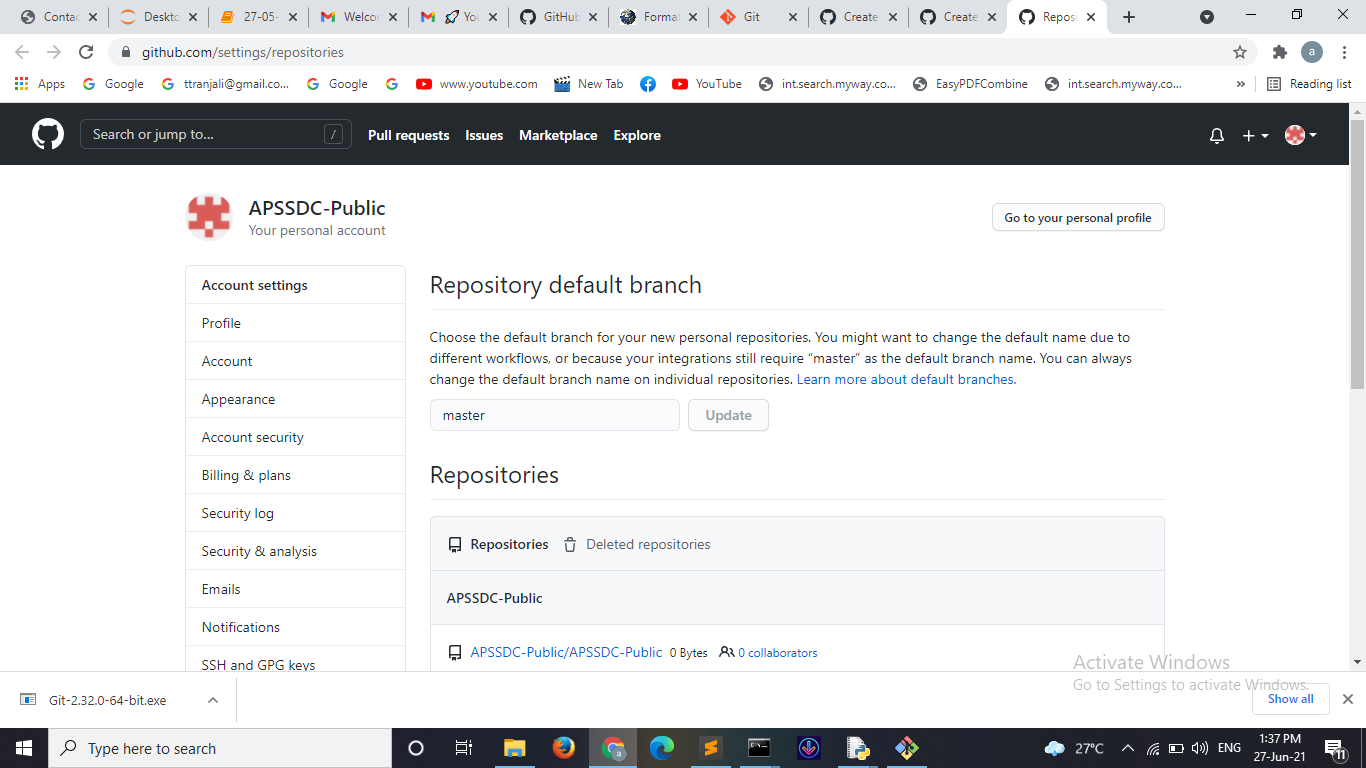 Contac
Deskto
27-05-
Welcor
You
GitHub
Format
Git
Create
Create
Repos
github.com/settings/repositories
a
Apps
Google
ttranjali@gmail.co...
Google
www.youtube.com
New Tab
YouTube
int.search.myway.co...
EasyPDFCombine
int.search.myway.co...
»
Reading list
Search or jump to...
/
Pull requests
Issues
Marketplace
Explore
APSSDC-Public
Your personal account
Go to your personal profile
Account settings
Profile
Account
Appearance
Account security
Billing & plans
Security log
Security & analysis
Emails
Notifications
SSH and GPG keys
Repository default branch
Choose the default branch for your new personal repositories. You might want to change the default name due to
different workflows, or because your integrations still require “master” as the default branch name. You can always
change the default branch name on individual repositories. Learn more about default branches.
master
Update
Repositories
Repositories
Deleted repositories
APSSDC-Public
APSSDC-Public/APSSDC-Public 0 Bytes 0 collaborators
Activate Windows
Go to Settings to activate Windows.
Git-2.32.0-64-bit.exe
Show all
Type here to search
a
27°C
ENG
1:37 PM
27-Jun-21
11